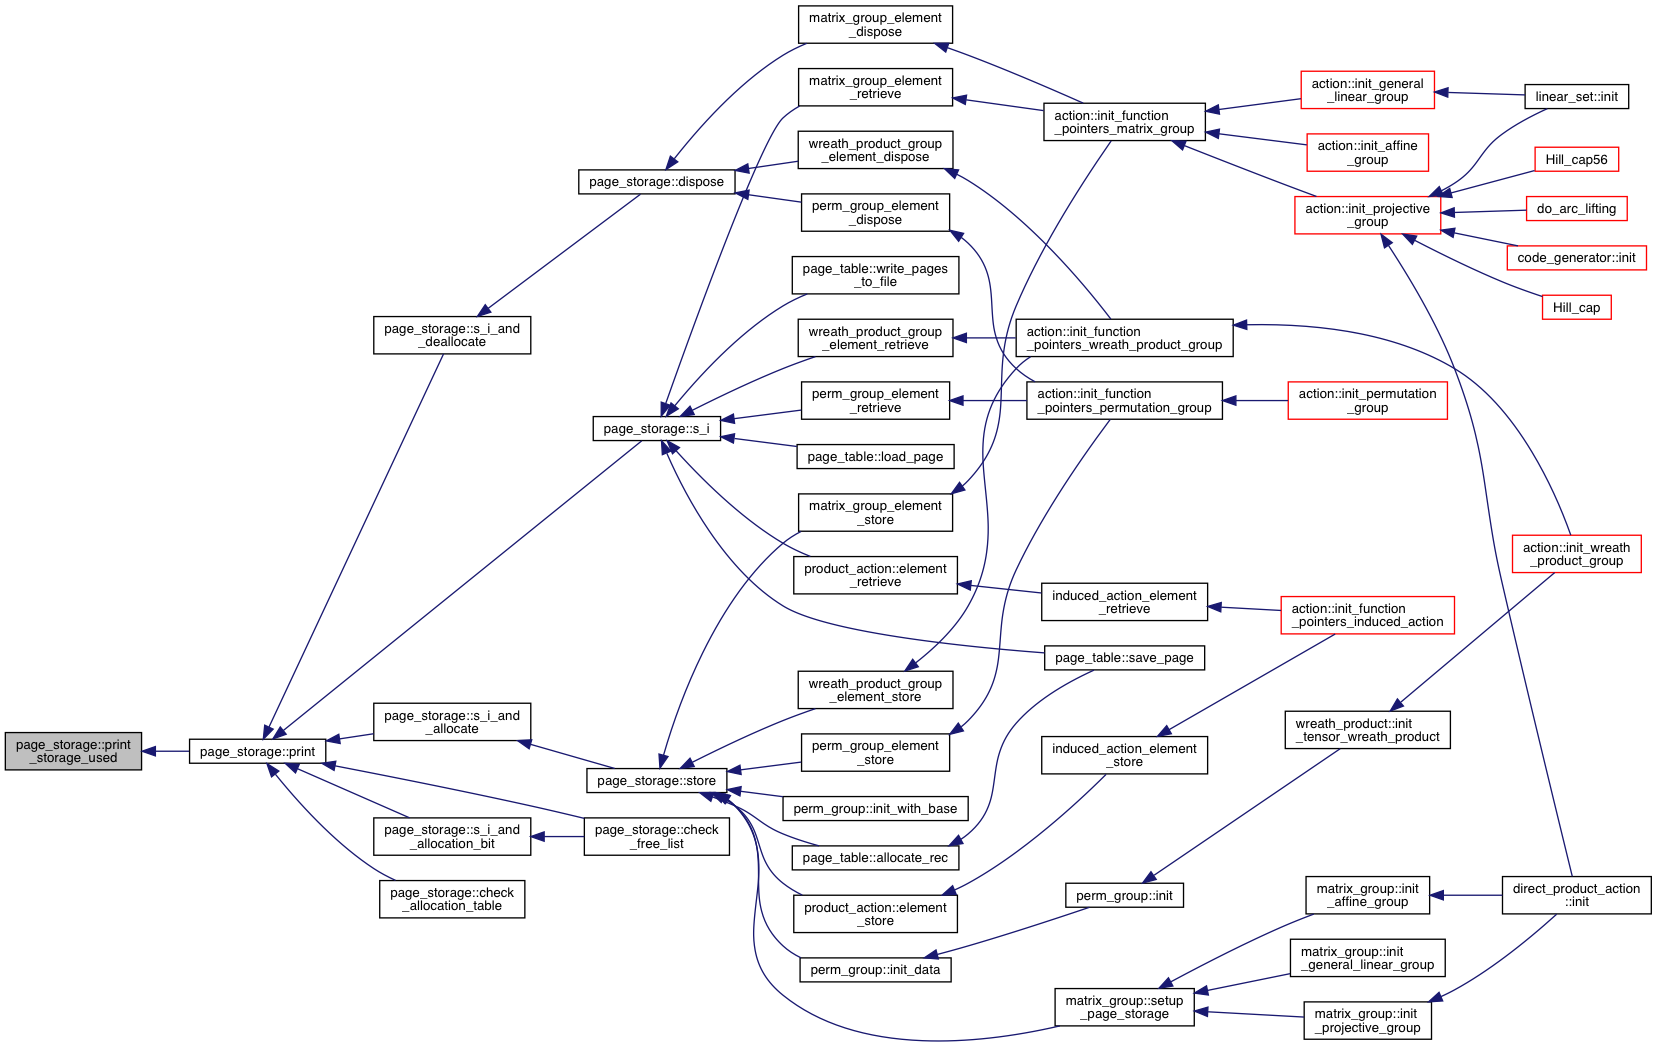 page_storage::print
_storage_used
page_storage::print
page_storage::s_i_and
_deallocate
page_storage::s_i_and
_allocate
page_storage::s_i_and
_allocation_bit
page_storage::check
_allocation_table
page_storage::dispose
page_storage::s_i
page_storage::store
page_storage::check
_free_list
matrix_group_element
_dispose
matrix_group_element
_retrieve
wreath_product_group
_element_dispose
perm_group_element
_dispose
page_table::write_pages
_to_file
wreath_product_group
_element_retrieve
perm_group_element
_retrieve
page_table::load_page
matrix_group_element
_store
product_action::element
_retrieve
wreath_product_group
_element_store
perm_group_element
_store
perm_group::init_with_base
page_table::allocate_rec
product_action::element
_store
perm_group::init_data
action::init_function
_pointers_matrix_group
action::init_function
_pointers_wreath_product_group
action::init_function
_pointers_permutation_group
induced_action_element
_retrieve
page_table::save_page
induced_action_element
_store
perm_group::init
matrix_group::setup
_page_storage
action::init_general
_linear_group
action::init_affine
_group
action::init_projective
_group
action::init_permutation
_group
action::init_function
_pointers_induced_action
wreath_product::init
_tensor_wreath_product
matrix_group::init
_affine_group
matrix_group::init
_general_linear_group
matrix_group::init
_projective_group
linear_set::init
Hill_cap56
do_arc_lifting
code_generator::init
Hill_cap
action::init_wreath
_product_group
direct_product_action
::init